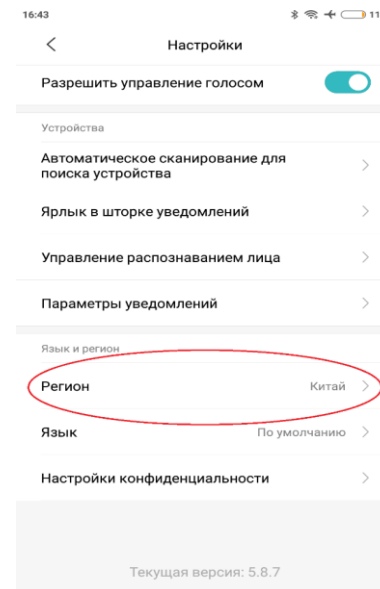 16:43
11
Настройки
Разрешить управление голосом
Устройства
Автоматическое сканирование для
поиска устройства
Ярлык в шторке уведомлений
Управление распознаванием лица
Параметры уведомлений
Язык и регион
Регион Китай
Язык По умолчанию
Настройки конфиденциальности
Текущая версия: 5.8.7